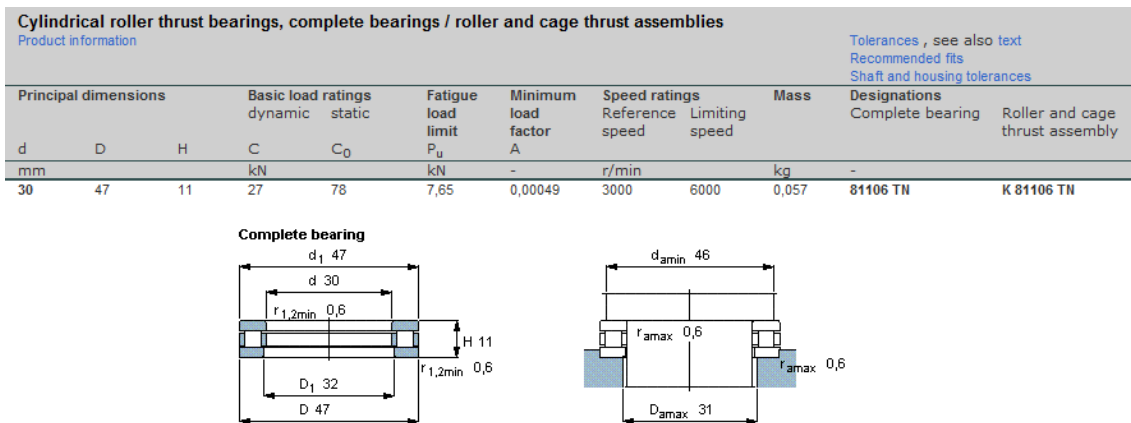 Cylindrical roller thrust bearings, complete bearings / roller and cage thrust assemblies
Product information
Tolerances , see also text
Recommended fits
Shaft and housing tolerances
Principal dimensions Basic load ratings Fatigue Minimum Speed ratings Mass Designations
dynamic static load load Reference Limiting Complete bearing Roller and cage
limit factor speed speed thrust assembly
d D H C C0 Pu A
mm kN kN - r/min kg -
30 47 11 27 78 7,65 0,00049 3000 6000 0,057 81106 TN K 81106 TN
Complete bearing
d1 47
damin 46
d 30
r1,2min 0,6
ramax 0,6
H 11
r1,2min 0,6
ramax 0,6
D1 32
D 47
Damax 31